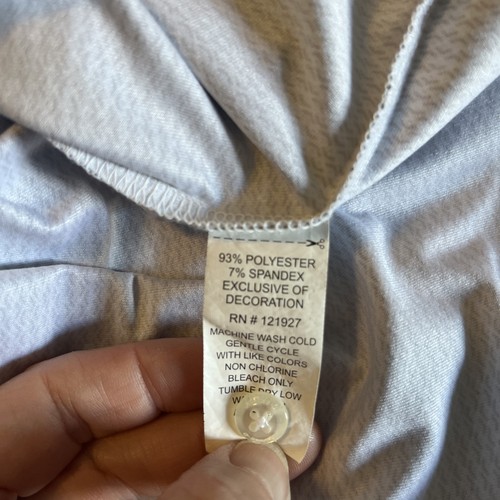 93% POLYESTER
7% SPANDEX
EXCLUSIVE OF
DECORATION
RN # 121927
MACHINE WASH COLD
GENTLE CYCLE
WITH LIKE COLORS
NON CHLORINE
BLEACH ONLY
TUMBLE DRY LOW